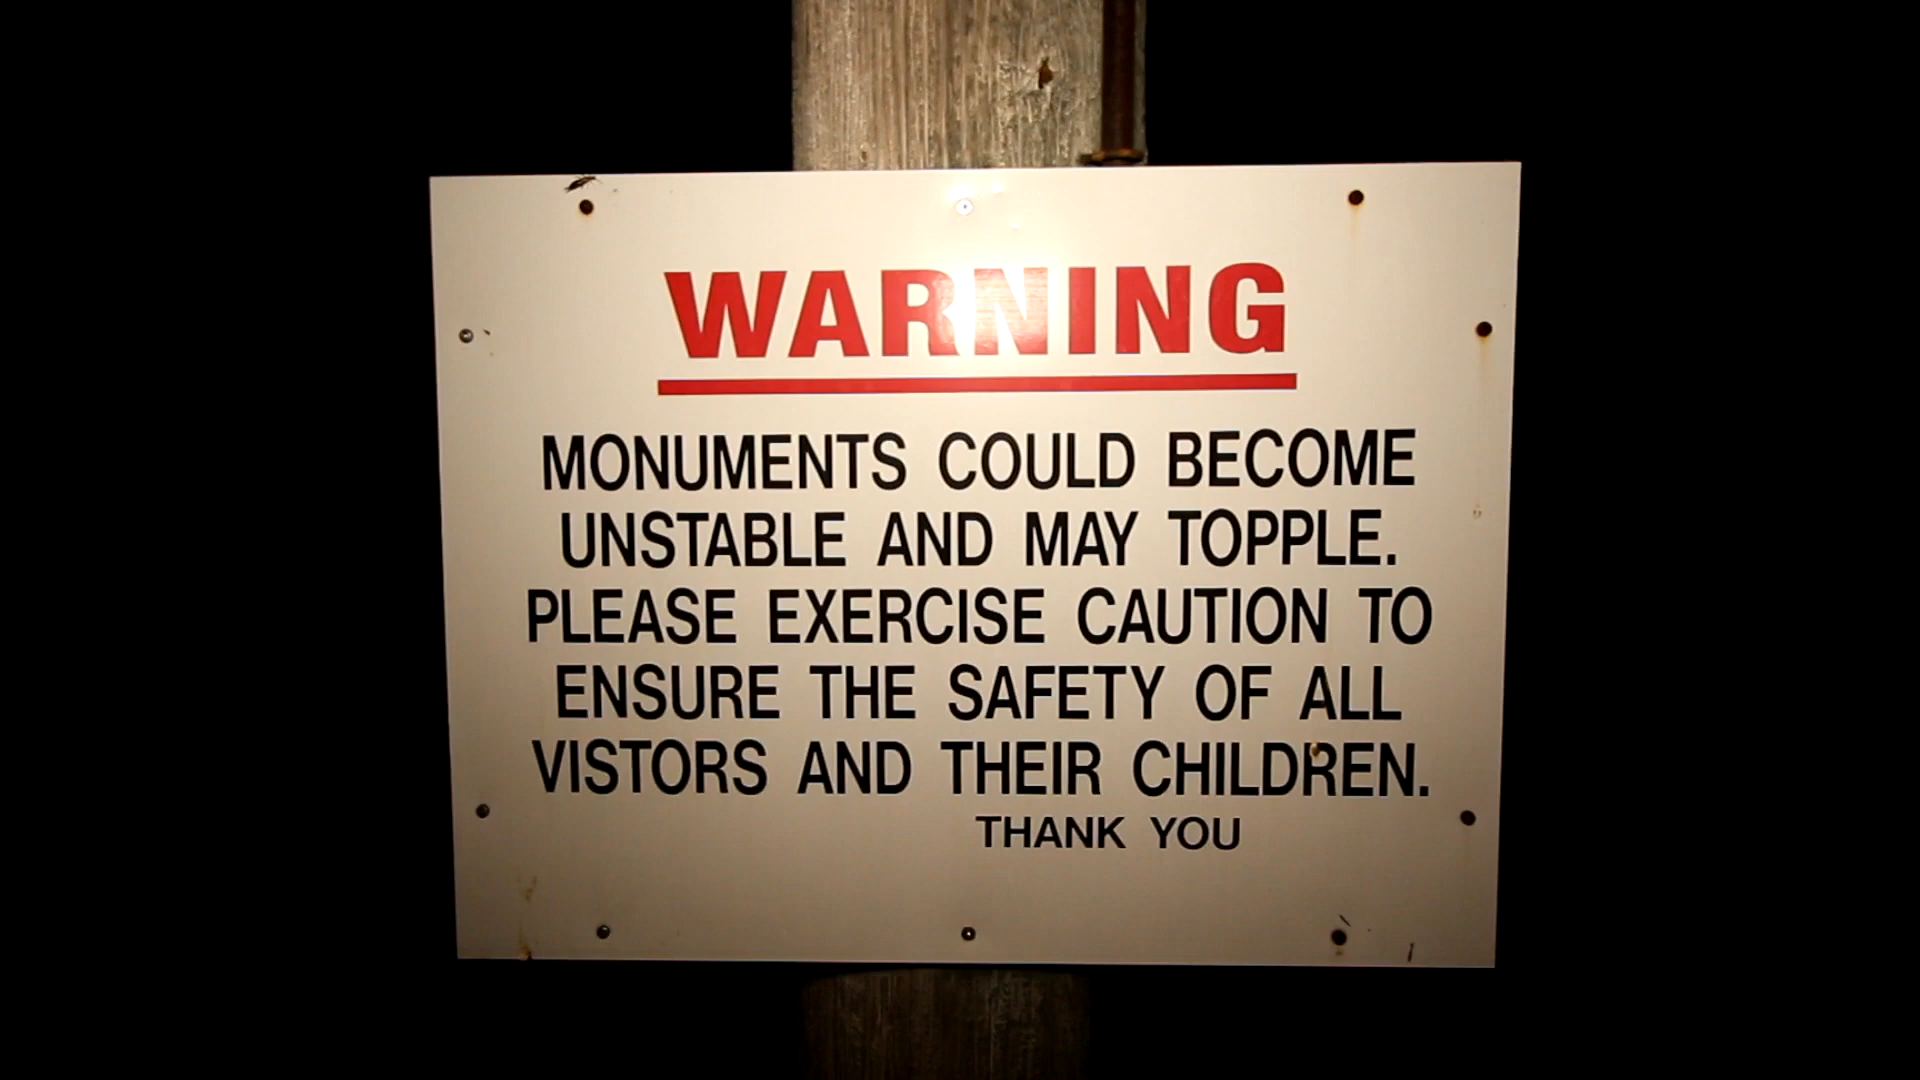 WARNING
MONUMENTS COULD BECOME
UNSTABLE AND MAY TOPPLE.
PLEASE EXERCISE CAUTION TO
ENSURE THE SAFETY OF ALL
VISTORS AND THEIR CHILDREN.
THANK YOU